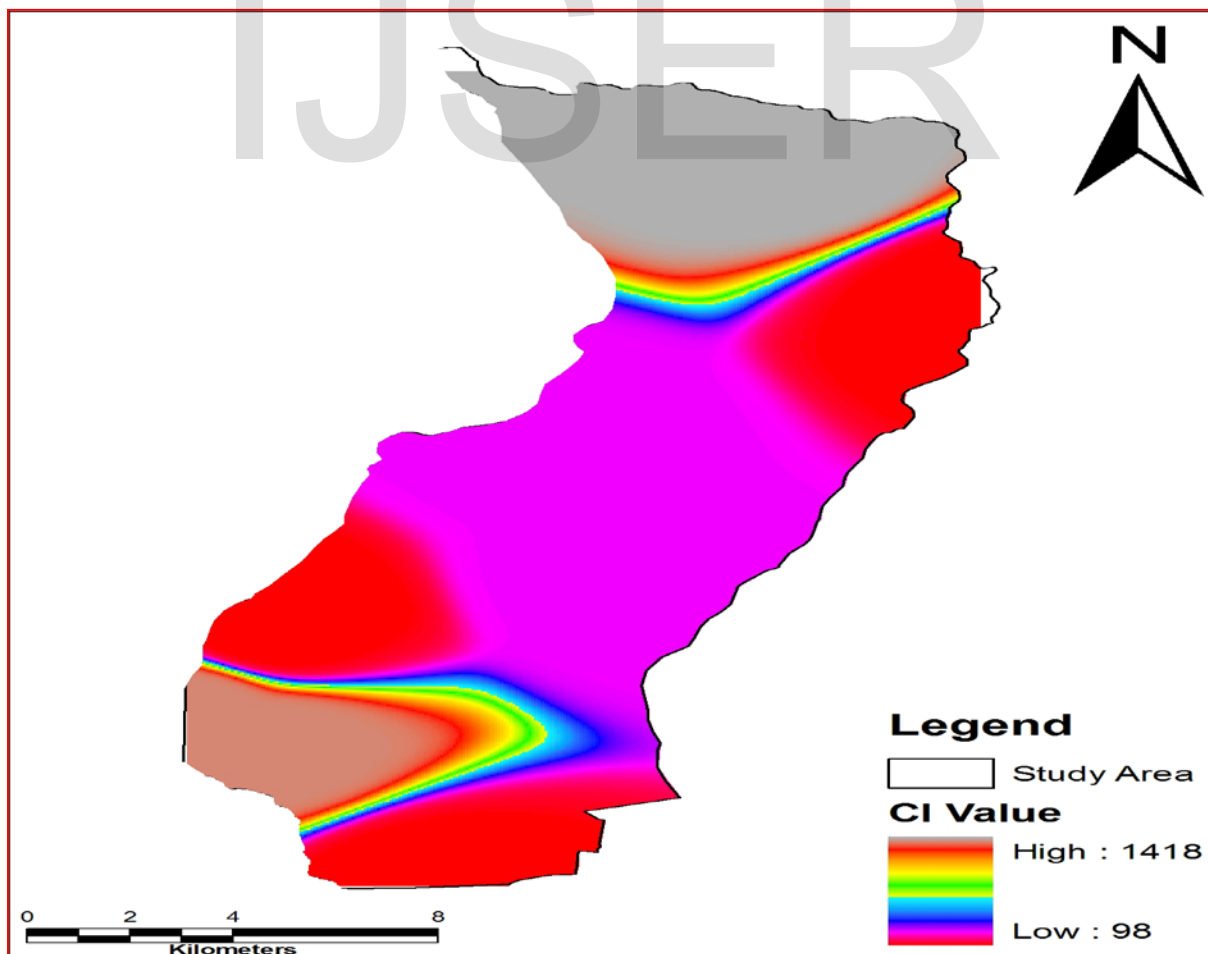 IJSER
N
Legend
Study Area
CI Value
High : 1418
Low : 98
0 2 4 8
Kilometers